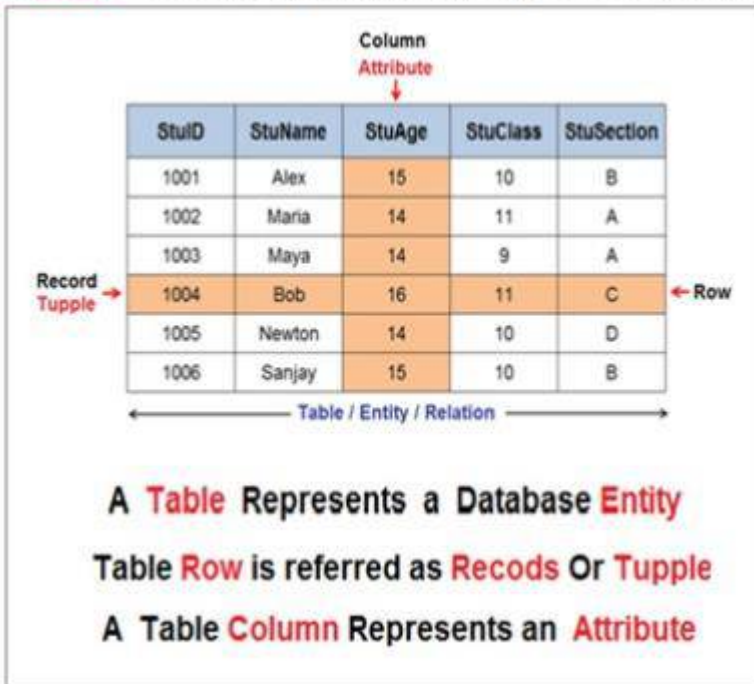 Column
Attribute
StuID StuName StuAge StuClass StuSection
1001 Alex 15 10 B
1002 Maria 14 11 A
1003 Maya 14 9 A
Record
Tupple
1004 Bob 16 11 C
Row
1005 Newton 14 10 D
1006 Sanjay 15 10 B
Table / Entity / Relation
A Table Represents a Database Entity
Table Row is referred as Recods Or Tupple
A Table Column Represents an Attribute